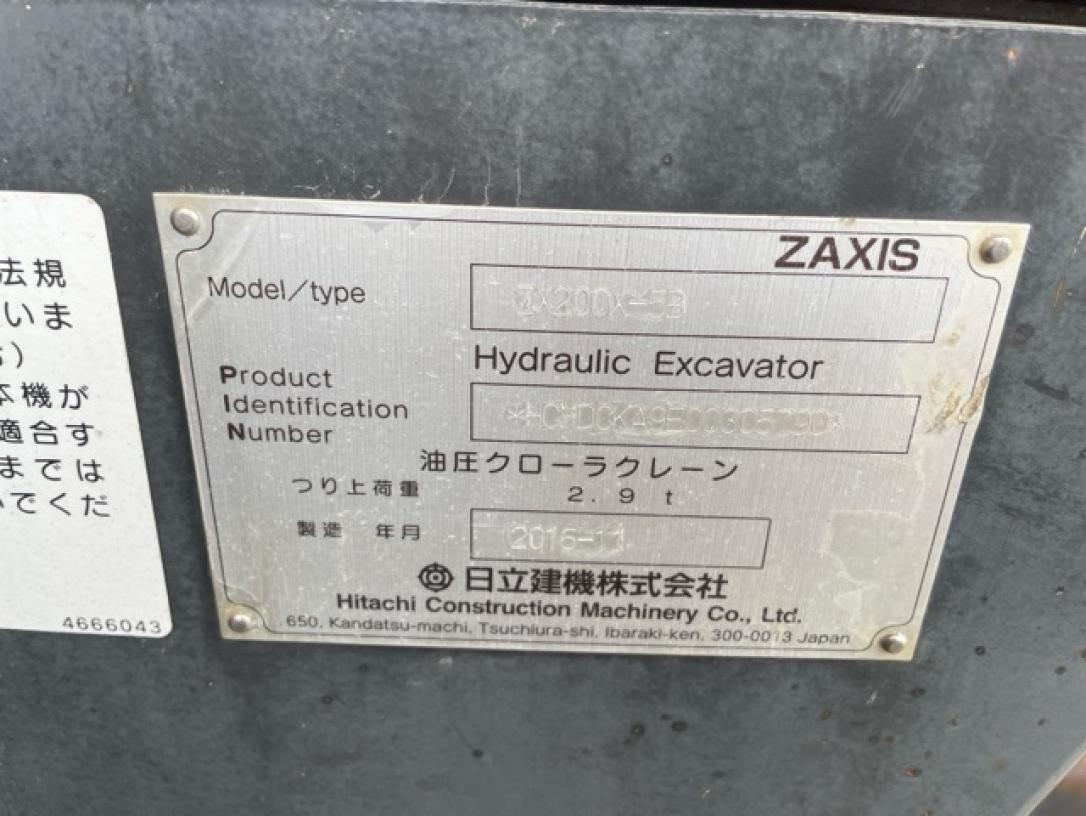 法規
いま
)
本機が
適合す
までは
でくだ
4666043
ZAXIS
Model/type
ZX200X-5B
Hydraulic Excavator
Product
Identification
Number
油圧クローラクレーン
つり上荷重 2.9 t
製造 年月
日立建機株式会社
Hitachi Construction Machinery Co., Ltd.
650, Kandatsu-machi, Tsuchiura-shi, Ibaraki-ken, 300-0013 Japan